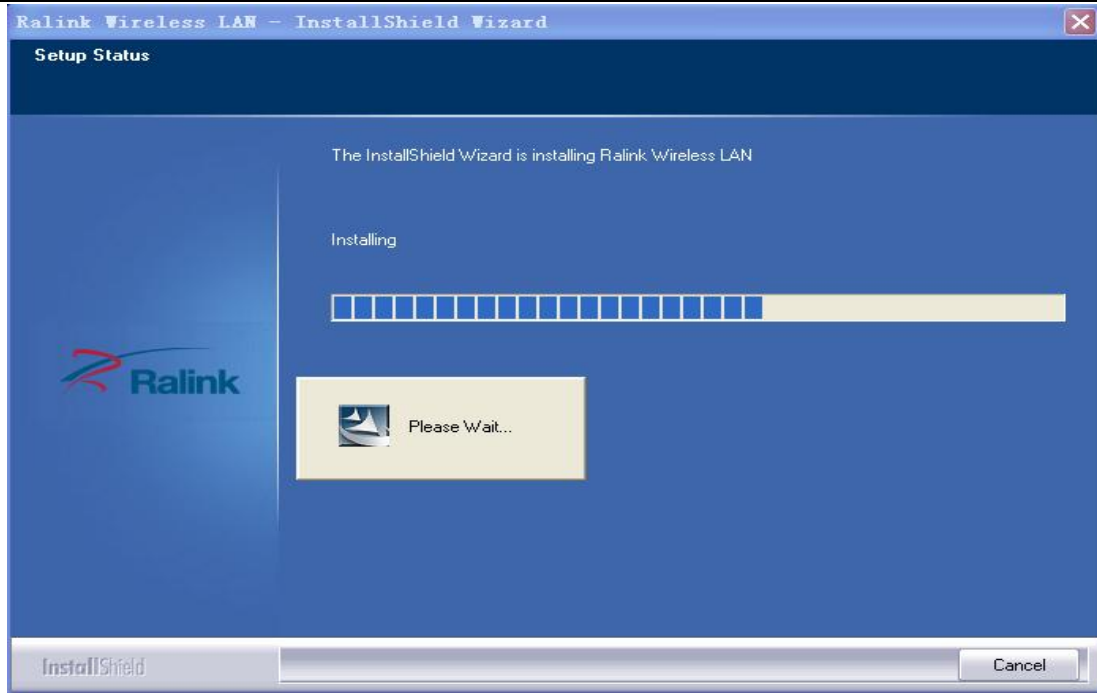 Ralink Wireless LAN - InstallShield Wizard
Setup Status
The InstallShield Wizard is installing Ralink Wireless LAN
Installing
Ralink
Please Wait...
InstallShield
Cancel